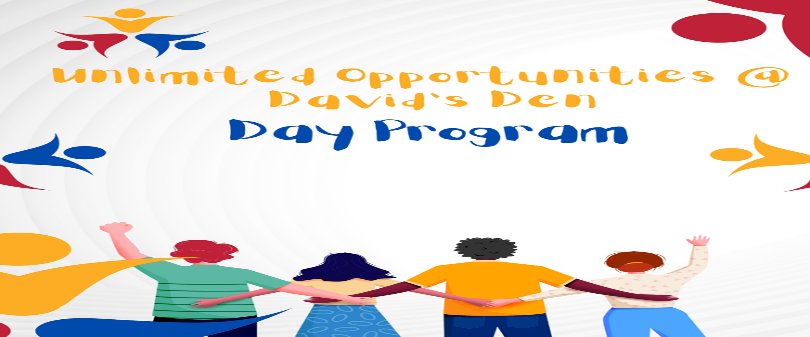 Unlimited Opportunities @
David's Den
Day Program